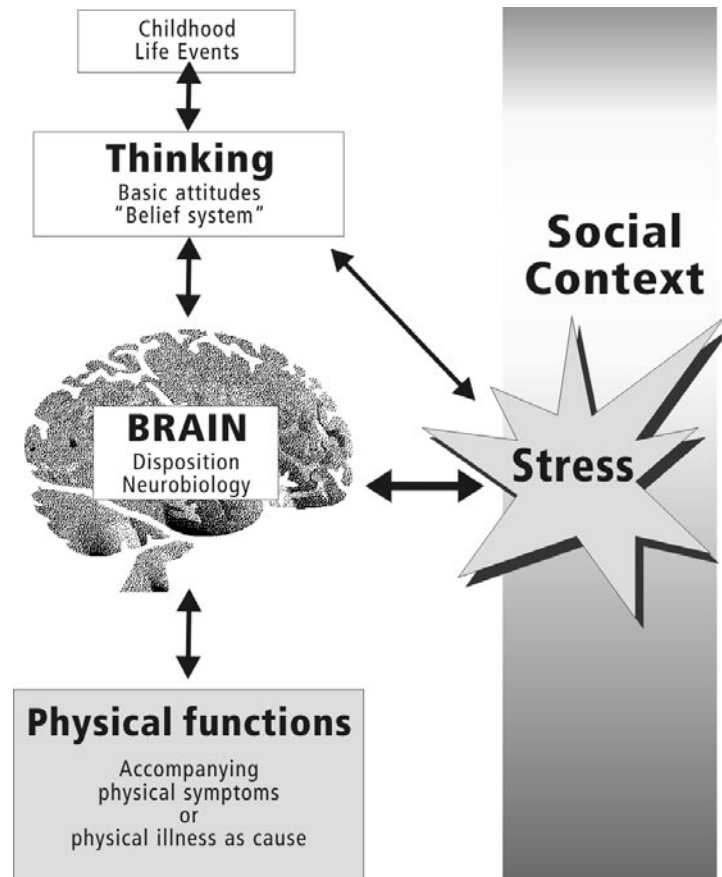 Childhood
Life Events
Thinking
Basic attitudes
"Belief system"
Social
Context
BRAIN
Disposition
Neurobiology
Stress
Physical functions
Accompanying
physical symptoms
or
physical illness as cause